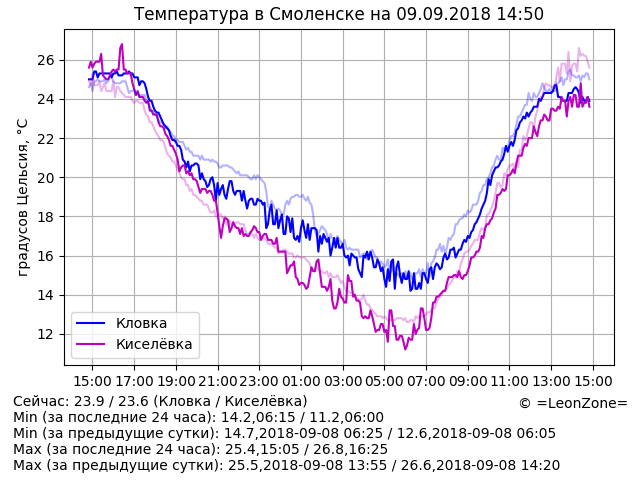 Температура в Смоленске на 09.09.2018 14:50
градусов Цельсия, °C
26
24
22
20
18
16
14
12
Кловка
Киселёвка
15:00 17:00 19:00 21:00 23:00 01:00 03:00 05:00 07:00 09:00 11:00 13:00 15:00
Сейчас: 23.9 / 23.6 (Кловка / Киселёвка)
© =LeonZone=
Min (за последние 24 часа): 14.2,06:15 / 11.2,06:00
Min (за предыдущие сутки): 14.7,2018-09-08 06:25 / 12.6,2018-09-08 06:05
Max (за последние 24 часа): 25.4,15:05 / 26.8,16:25
Max (за предыдущие сутки): 25.5,2018-09-08 13:55 / 26.6,2018-09-08 14:20